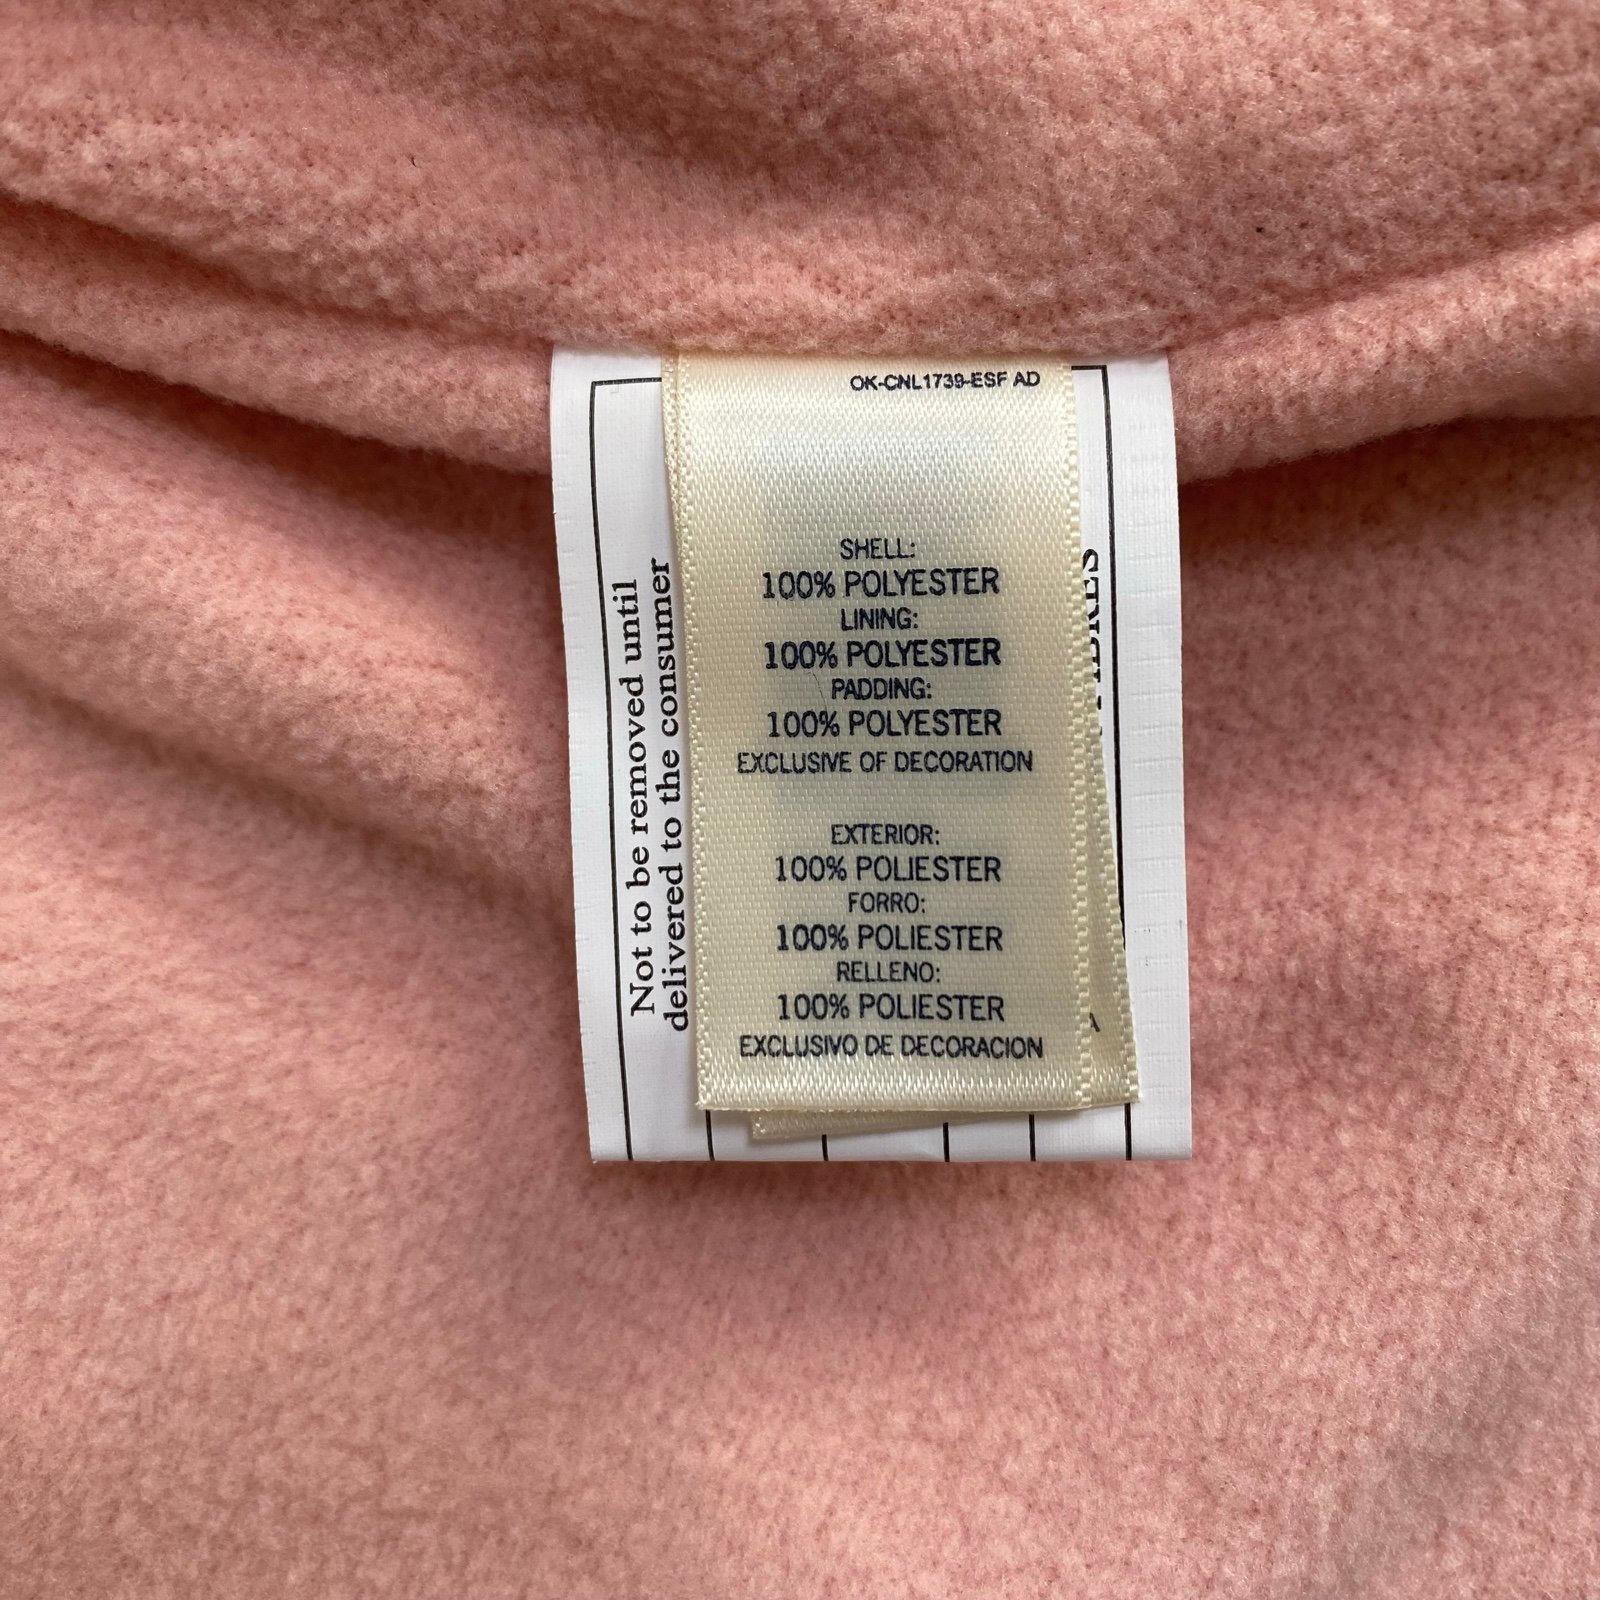 OK-CNL1739-ESF AD
SHELL:
100% POLYESTER
LINING:
100% POLYESTER
PADDING:
100% POLYESTER
EXCLUSIVE OF DECORATION
EXTERIOR:
100% POLIESTER
FORRO:
100% POLIESTER
RELLENO:
100% POLIESTER
EXCLUSIVO DE DECORACION
Not to be removed until
delivered to the consumer